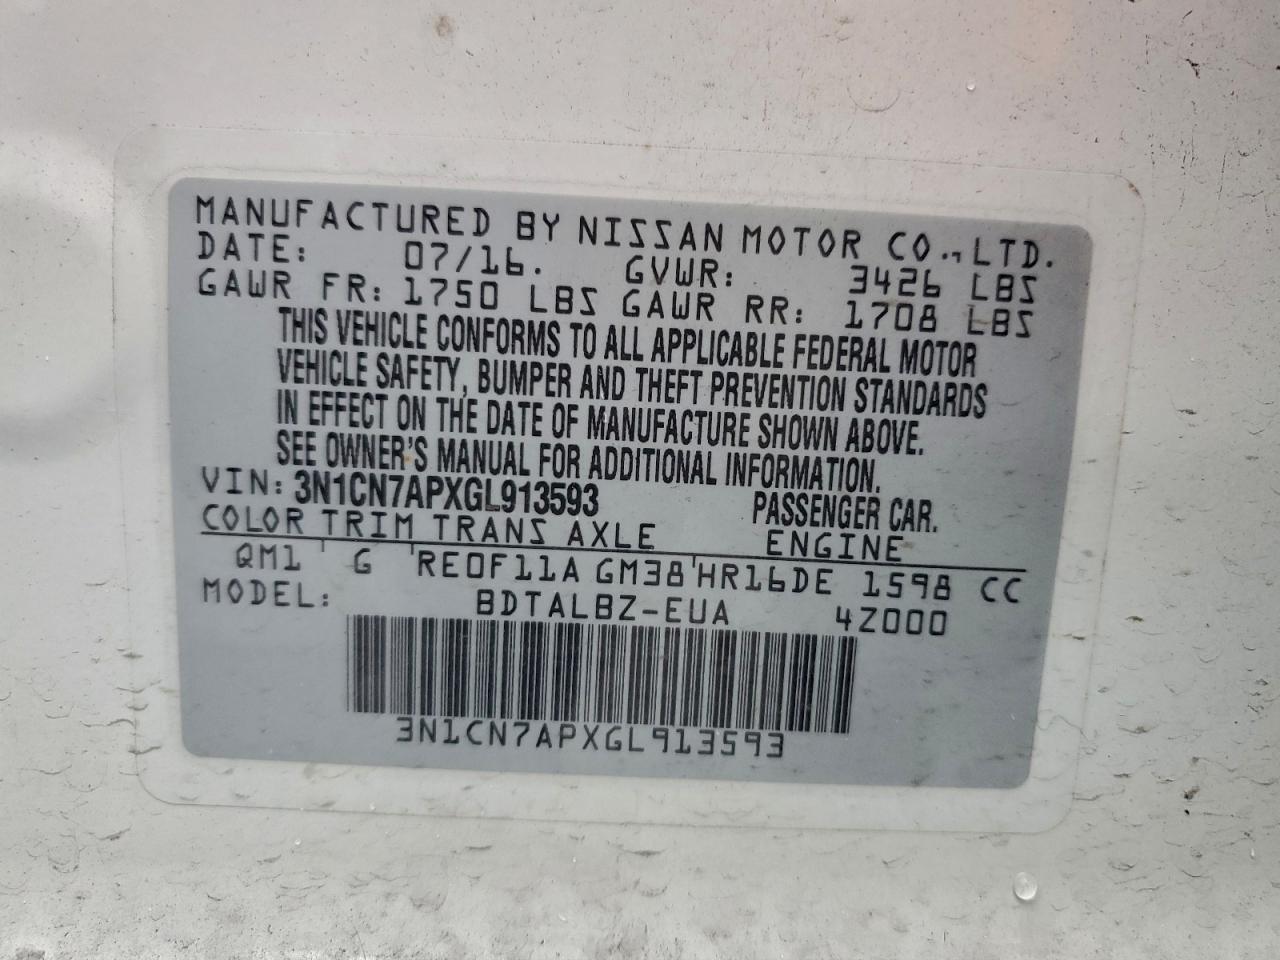 MANUFACTURED BY NISSAN MOTOR CO.,LTD.
DATE: 07/16. GVWR: 3426 LBS
GAWR FR: 1750 LBS GAWR RR: 1708 LBS
THIS VEHICLE CONFORMS TO ALL APPLICABLE FEDERAL MOTOR
VEHICLE SAFETY, BUMPER AND THEFT PREVENTION STANDARDS
IN EFFECT ON THE DATE OF MANUFACTURE SHOWN ABOVE.
SEE OWNER'S MANUAL FOR ADDITIONAL INFORMATION.
VIN: 3N1CN7APXGL913593 PASSENGER CAR.
COLOR TRIM TRANS AXLE ENGINE
QM1 G RE0F11A GM38 HR16DE 1598 CC
MODEL: BDTALBZ-EUA 4Z000
3N1CN7APXGL913593